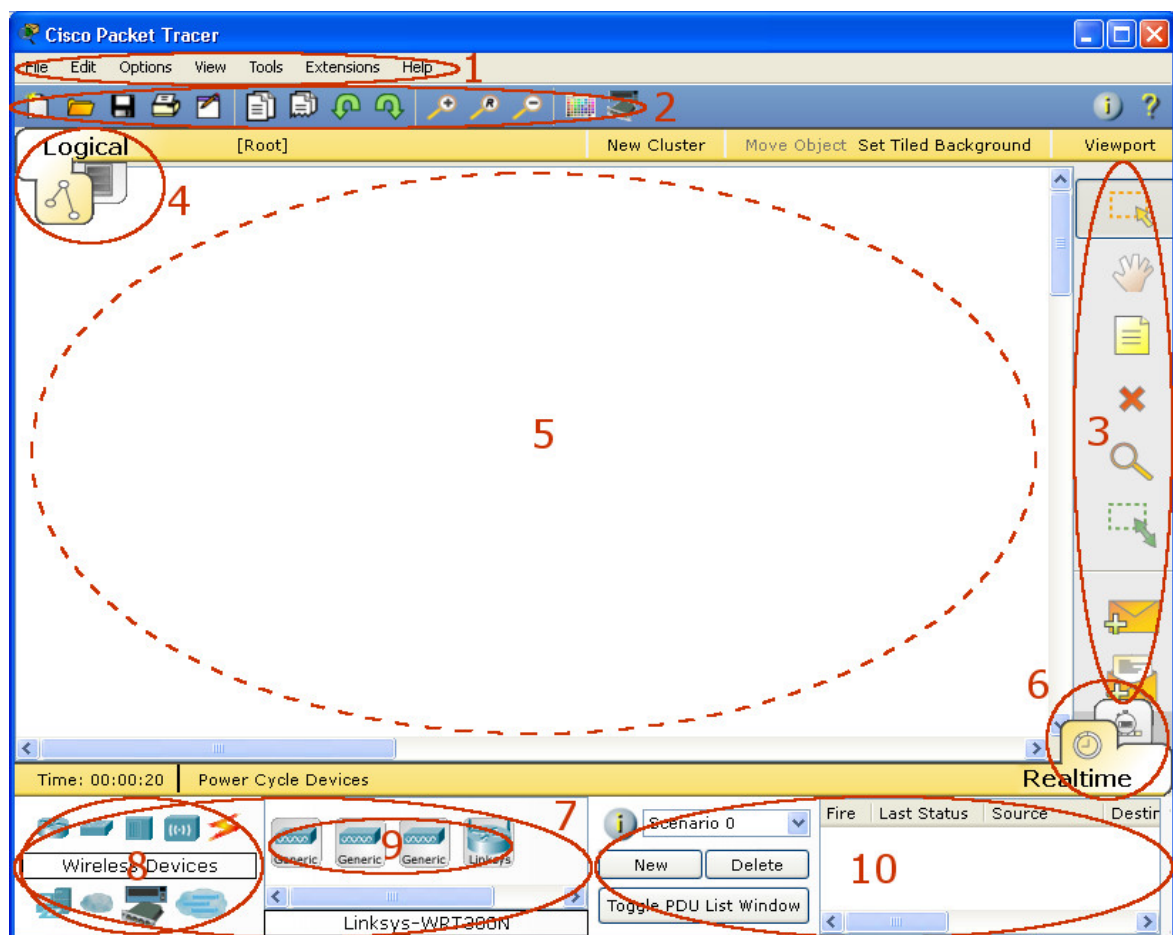 Cisco Packet Tracer
File Edit Options View Tools Extensions Help 1
R 2 i ?
Logical [Root] New Cluster Move Object Set Tiled Background Viewport
4
5
3
6
Time: 00:00:20 Power Cycle Devices Realtime
7
Wireless Devices
8
Generic Generic Generic Linksys
9
Linksys-WRT300N
i Scenario 0
New Delete
Toggle PDU List Window
Fire Last Status Source Destin
10